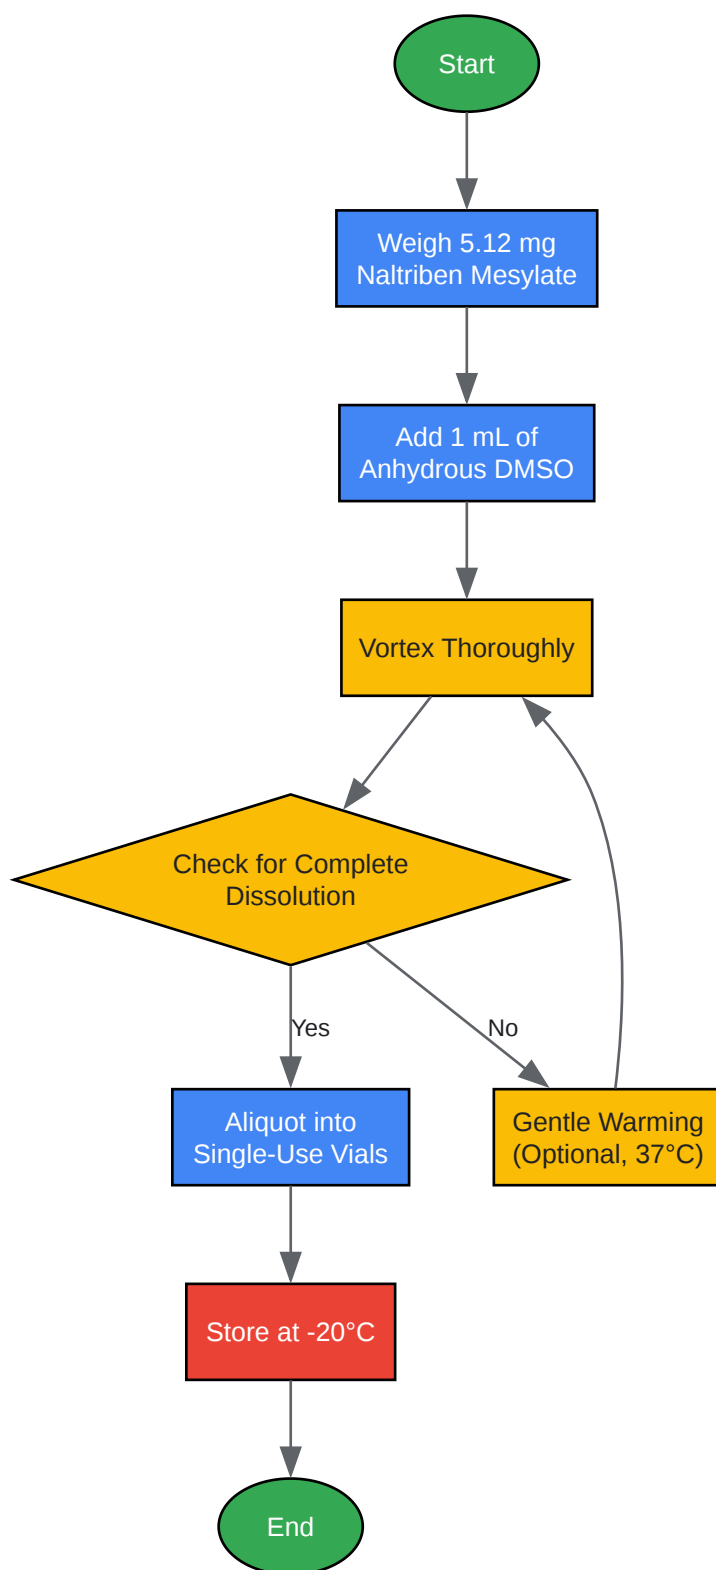 Start
Weigh 5.12 mg
Naltriben Mesylate
Add 1 mL of
Anhydrous DMSO
Vortex Thoroughly
Check for Complete
Dissolution
Yes
No
Aliquot into
Single-Use Vials
Gentle Warming
(Optional, 37°C)
Store at -20°C
End